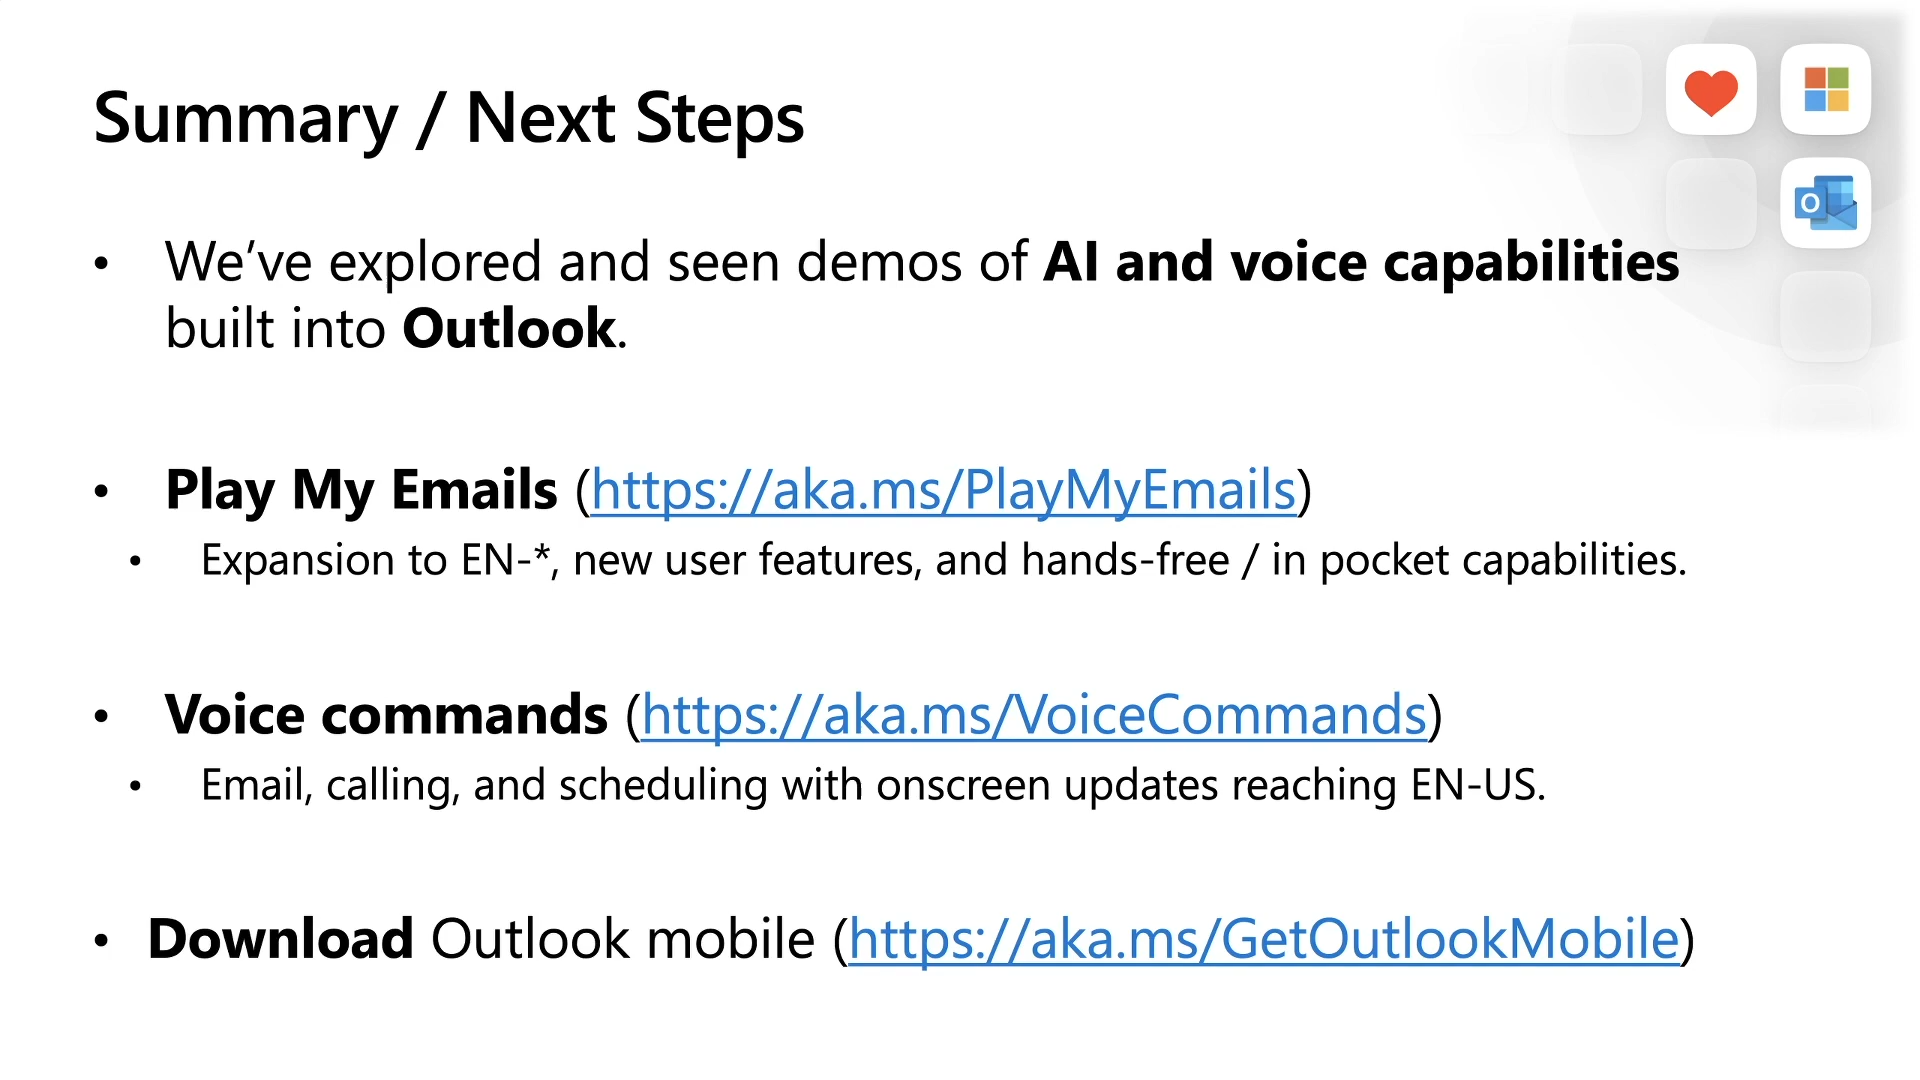 Summary / Next Steps
• We’ve explored and seen demos of AI and voice capabilities
built into Outlook.
• Play My Emails (https://aka.ms/PlayMyEmails)
• Expansion to EN-*, new user features, and hands-free / in pocket capabilities.
• Voice commands (https://aka.ms/VoiceCommands)
• Email, calling, and scheduling with onscreen updates reaching EN-US.
• Download Outlook mobile (https://aka.ms/GetOutlookMobile)